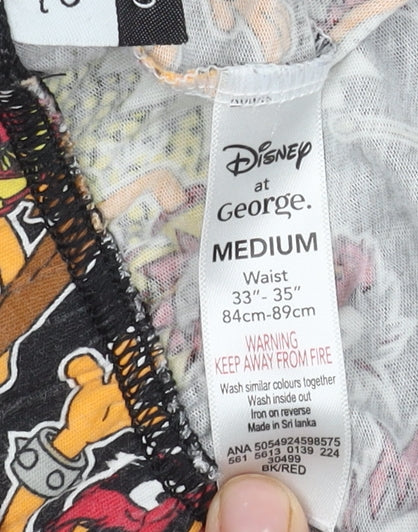 to
Disney
at
George.
MEDIUM
Waist
33"- 35"
84cm-89cm
WARNING
KEEP AWAY FROM FIRE
Wash similar colours together
Wash inside out
Iron on reverse
Made in Sri lanka
ANA 5054924598575
561 5613 0139 224
30499
BK/RED